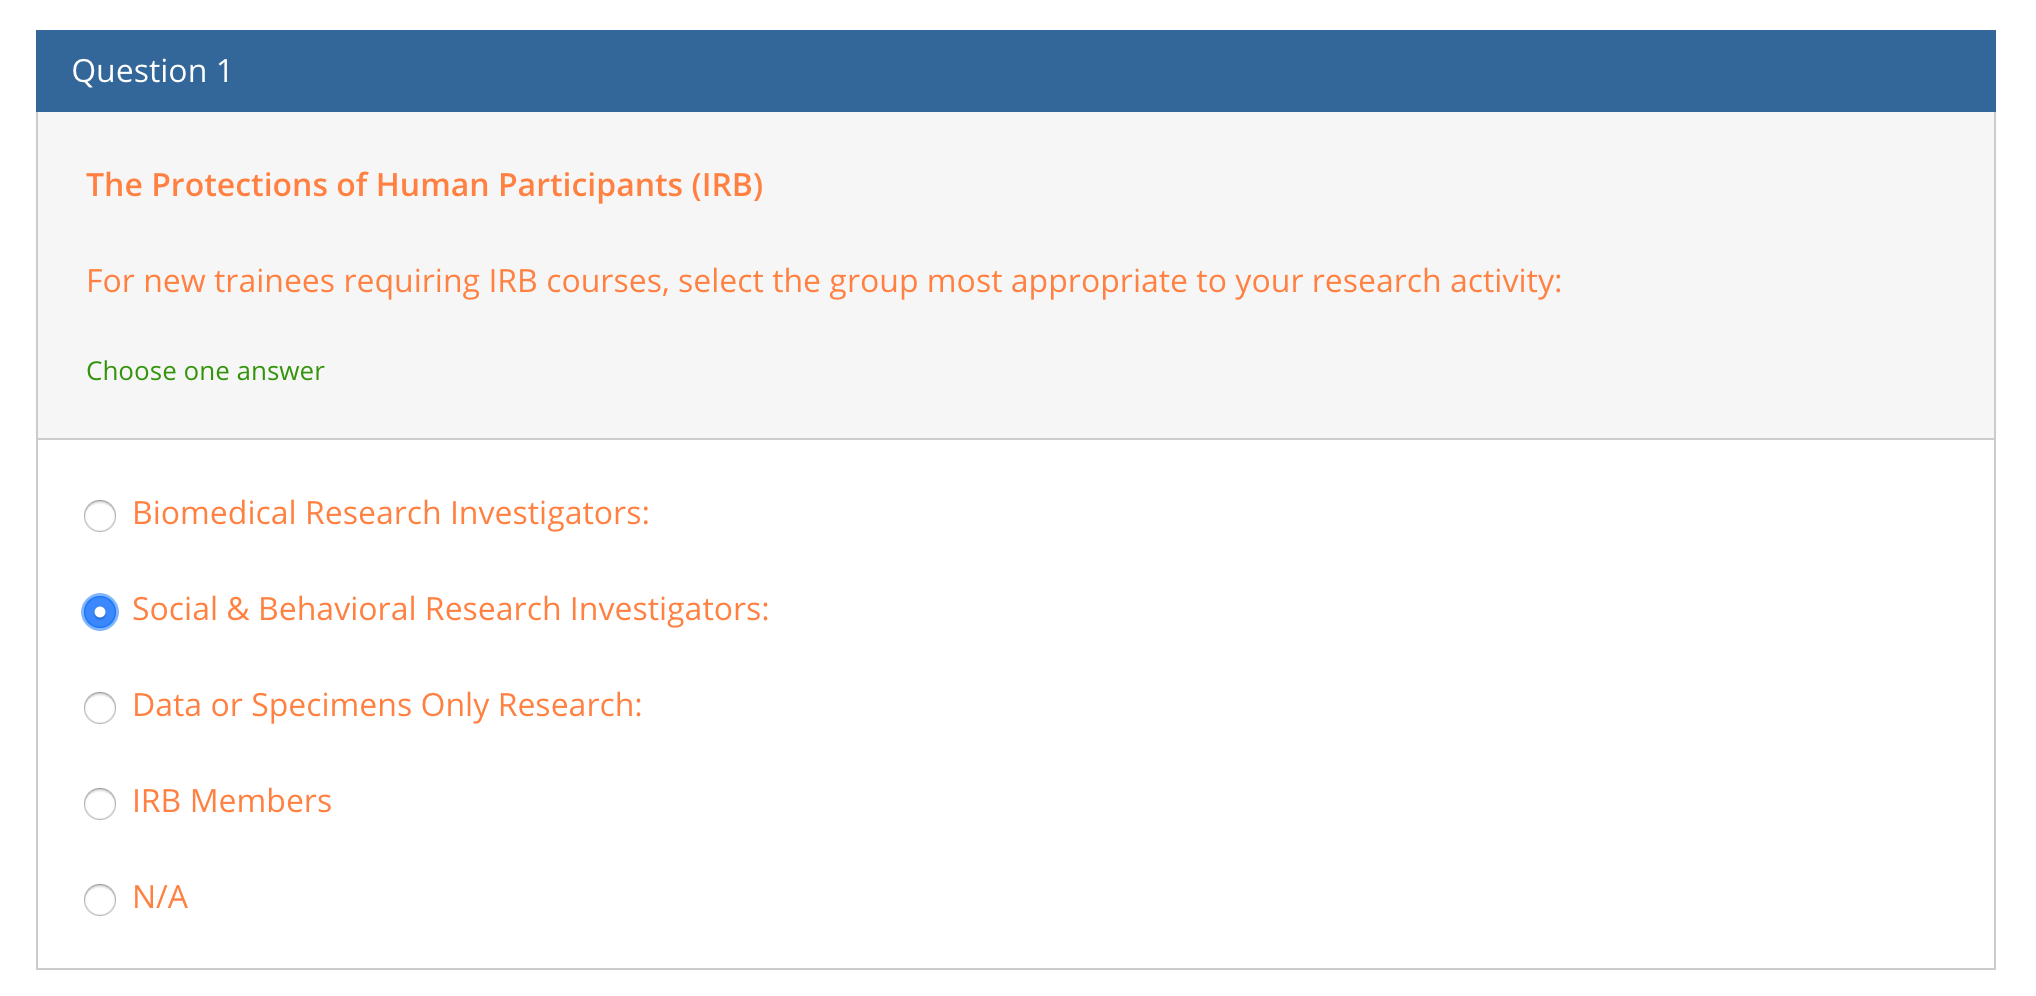 Question 1
The Protections of Human Participants (IRB)
For new trainees requiring IRB courses, select the group most appropriate to your research activity:
Choose one answer
Biomedical Research Investigators:
Social & Behavioral Research Investigators:
Data or Specimens Only Research:
IRB Members
N/A